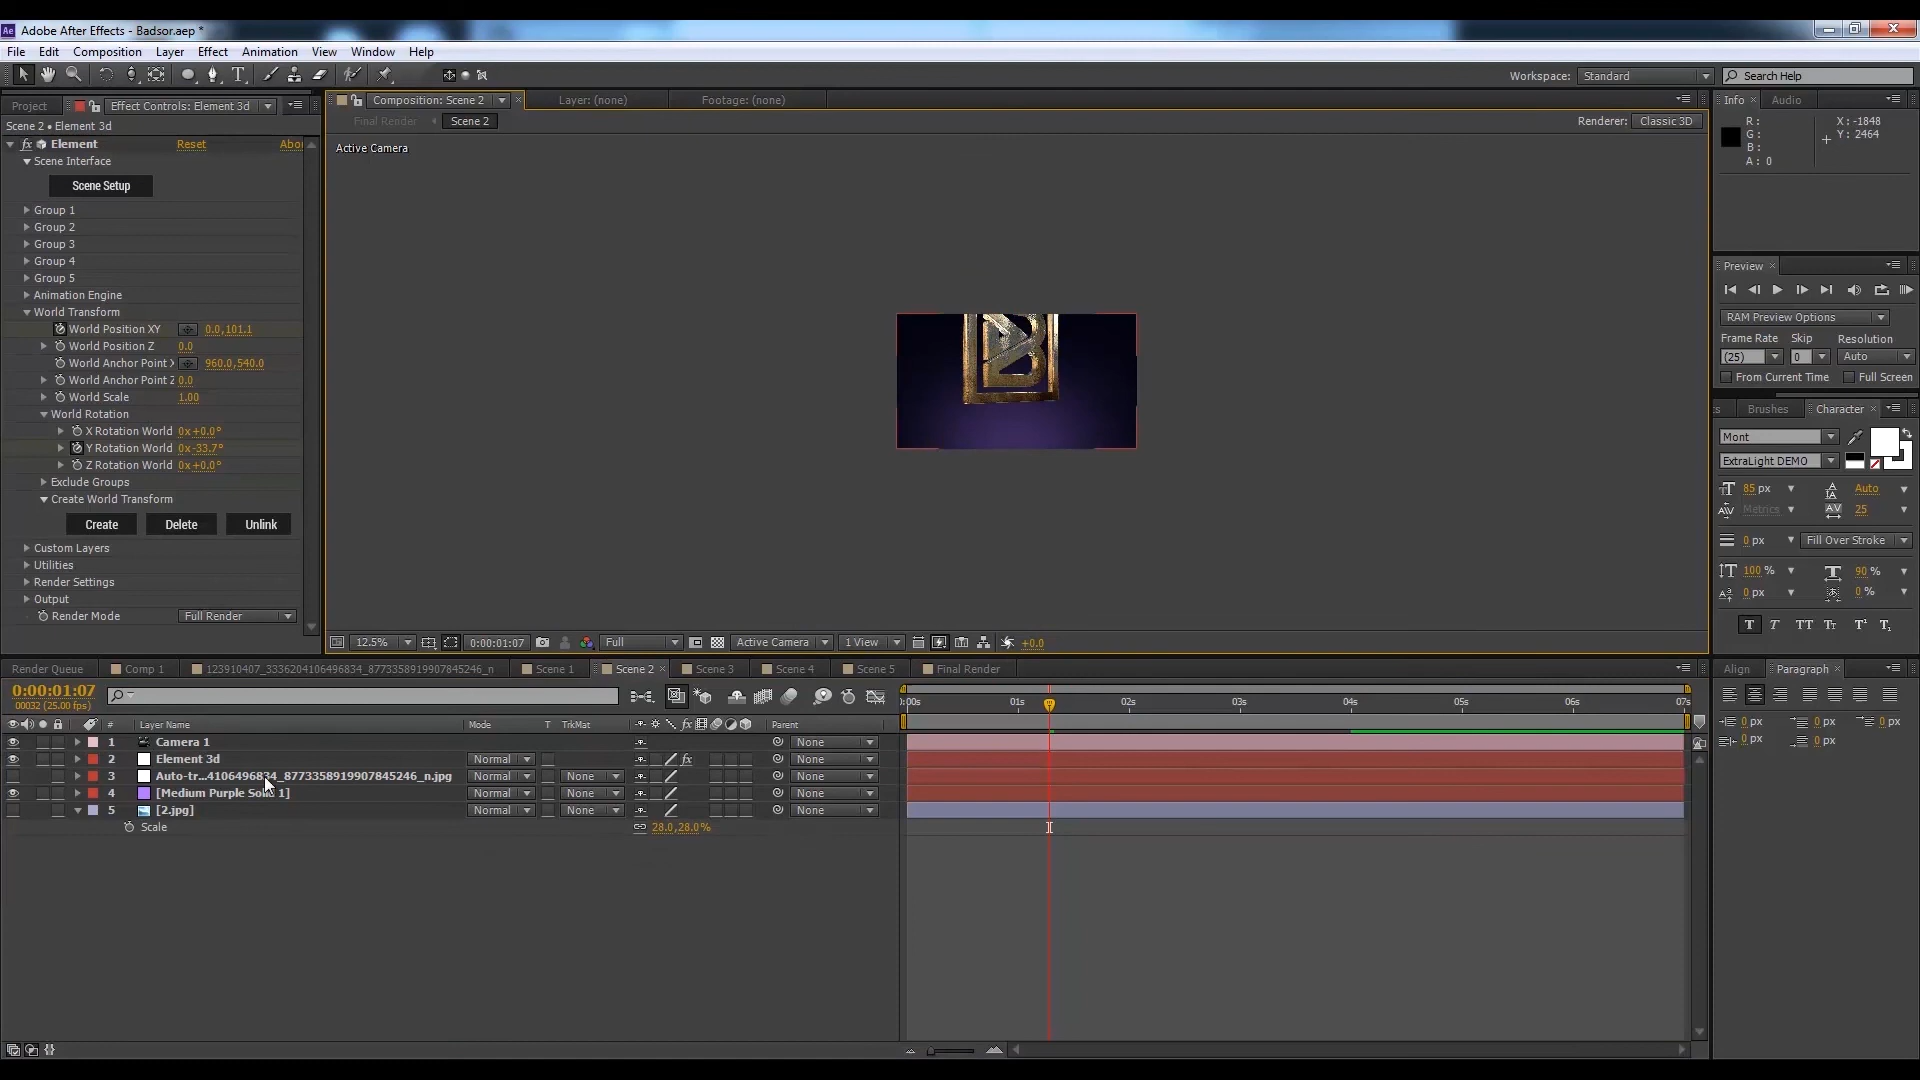 Ae Adobe After Effects - Badsor.aep *
File Edit Composition Layer Effect Animation View Window Help
Workspace: Standard Search Help
Project Effect Controls: Element 3d
Scene 2 • Element 3d
fx Element Reset Abou
Scene Interface
Scene Setup
Group 1
Group 2
Group 3
Group 4
Group 5
Animation Engine
World Transform
World Position XY 0.0,101.1
World Position Z 0.0
World Anchor Point X 960.0,540.0
World Anchor Point Z 0.0
World Scale 1.00
World Rotation
X Rotation World 0x+0.0°
Y Rotation World 0x-33.7°
Z Rotation World 0x+0.0°
Exclude Groups
Create World Transform
Create Delete Unlink
Custom Layers
Utilities
Render Settings
Output
Render Mode Full Render
Composition: Scene 2 Layer: (none) Footage: (none)
Final Render Scene 2 Renderer: Classic 3D
Active Camera
B
12.5% 0:00:01:07 Full Active Camera 1 View +0.0
Info Audio
R: X: -1848
G: Y: 2464
B:
A: 0
Preview
RAM Preview Options
Frame Rate Skip Resolution
(25) 0 Auto
From Current Time Full Screen
Brushes Character
Mont
ExtraLight DEMO
85 px Auto
Metrics 25
0 px Fill Over Stroke
100 % 90 %
0 px 0 %
T T TT Tr T¹ T₁
Align Paragraph
0 px 0 px 0 px
0 px 0 px
Render Queue Comp 1 123910407_3336204106496834_8773358919907845246_n Scene 1 Scene 2 Scene 3 Scene 4 Scene 5 Final Render
0:00:01:07
00032 (25.00 fps)
:00s 01s 02s 03s 04s 05s 06s 07s
# Layer Name Mode T TrkMat fx Parent
1 Camera 1 None
2 Element 3d Normal fx None
3 Auto-tr...4106496834_8773358919907845246_n.jpg Normal None None
4 [Medium Purple Solid 1] Normal None None
5 [2.jpg] Normal None None
Scale 28.0,28.0%